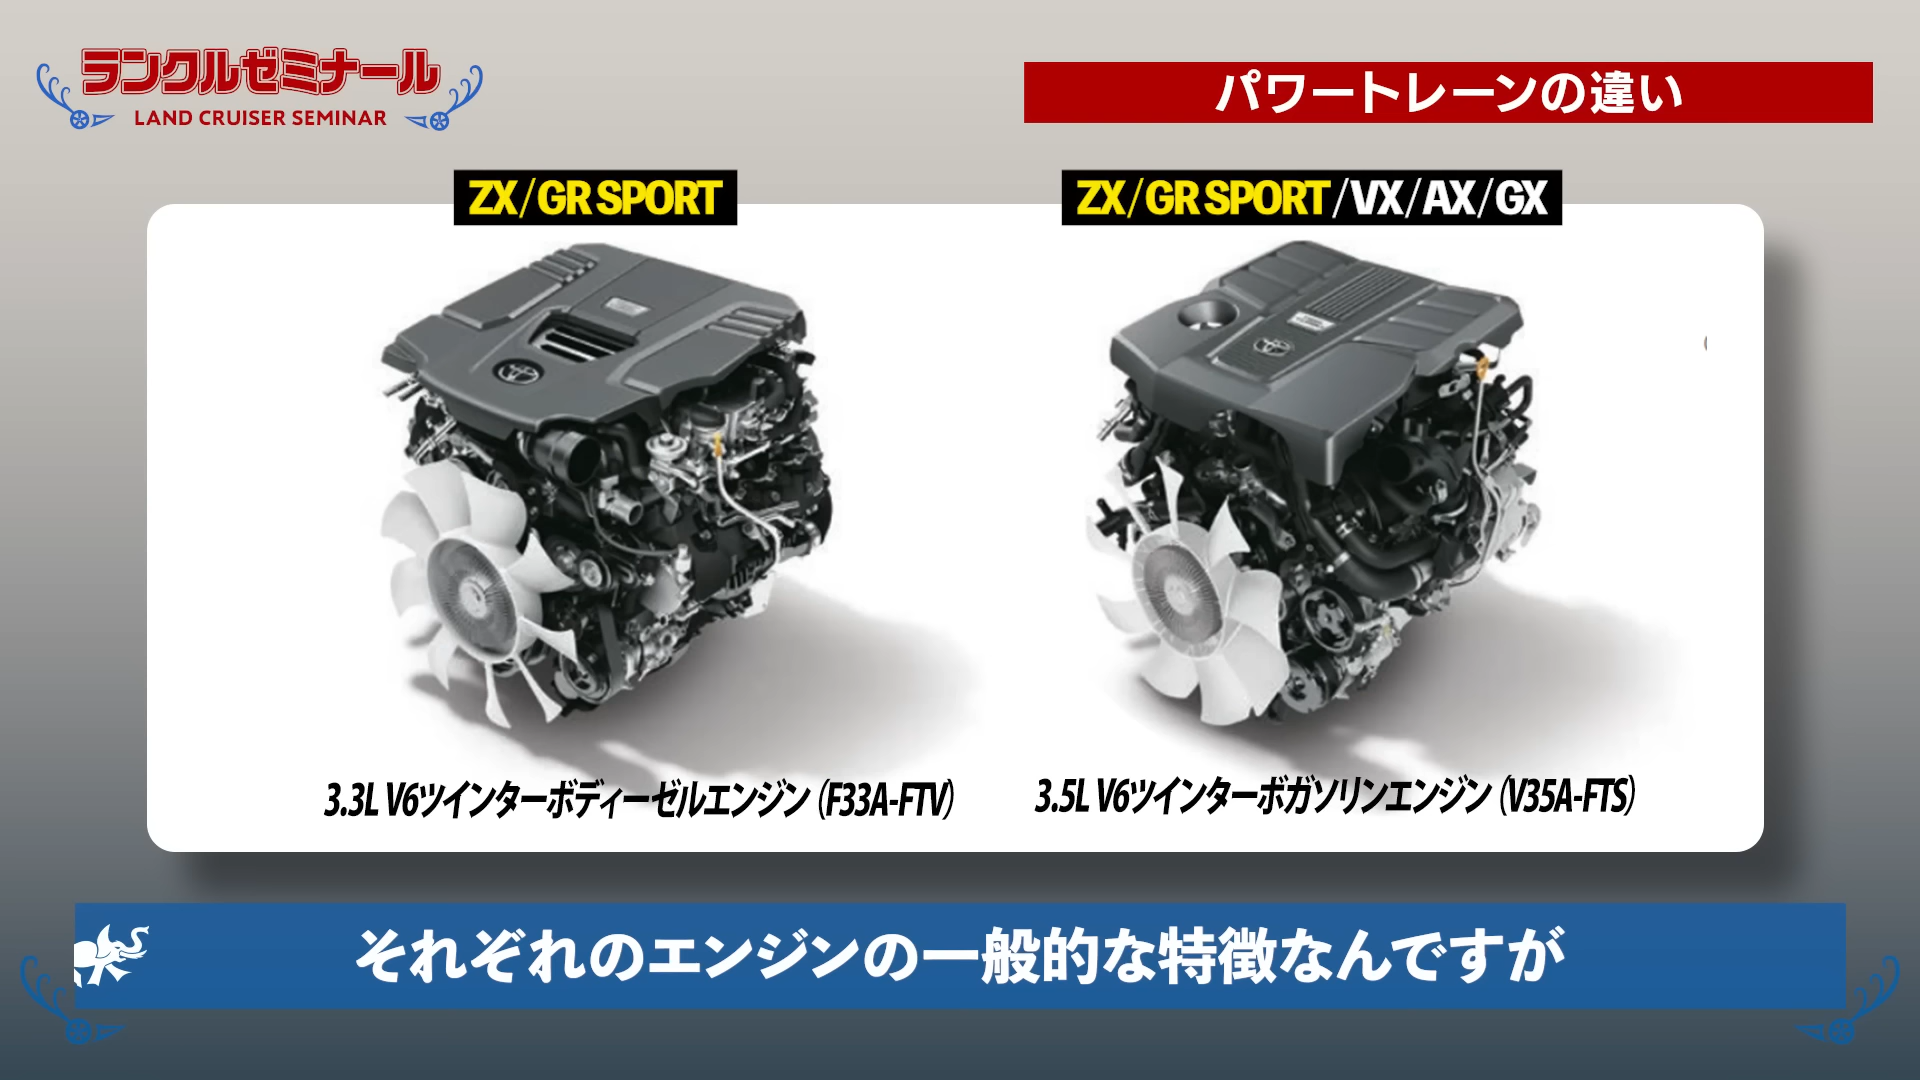 ランクルゼミナール
LAND CRUISER SEMINAR
パワートレーンの違い
ZX/GR SPORT
ZX/GR SPORT/VX/AX/GX
3.3L V6ツインターボディーゼルエンジン(F33A-FTV)
3.5L V6ツインターボガソリンエンジン(V35A-FTS)
それぞれのエンジンの一般的な特徴なんですが